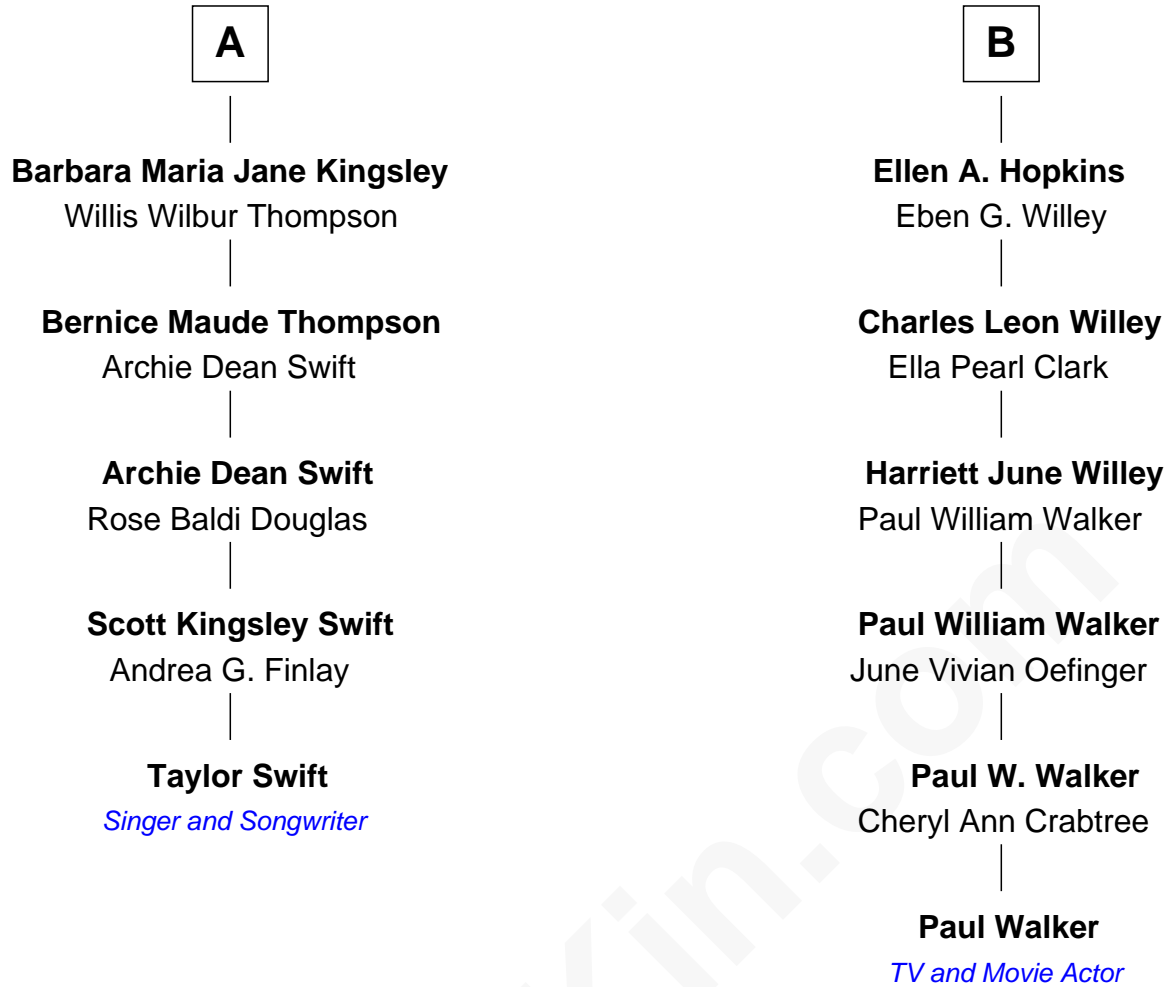 A
Barbara Maria Jane Kingsley
Willis Wilbur Thompson
Bernice Maude Thompson
Archie Dean Swift
Archie Dean Swift
Rose Baldi Douglas
Scott Kingsley Swift
Andrea G. Finlay
Taylor Swift
Singer and Songwriter
B
Ellen A. Hopkins
Eben G. Willey
Charles Leon Willey
Ella Pearl Clark
Harriett June Willey
Paul William Walker
Paul William Walker
June Vivian Oefinger
Paul W. Walker
Cheryl Ann Crabtree
Paul Walker
TV and Movie Actor
Kin.com